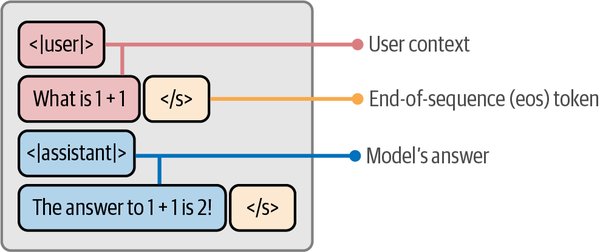 <|user|>
User context
What is 1 + 1 </s>
End-of-sequence (eos) token
<|assistant|>
Model's answer
The answer to 1 + 1 is 2! </s>